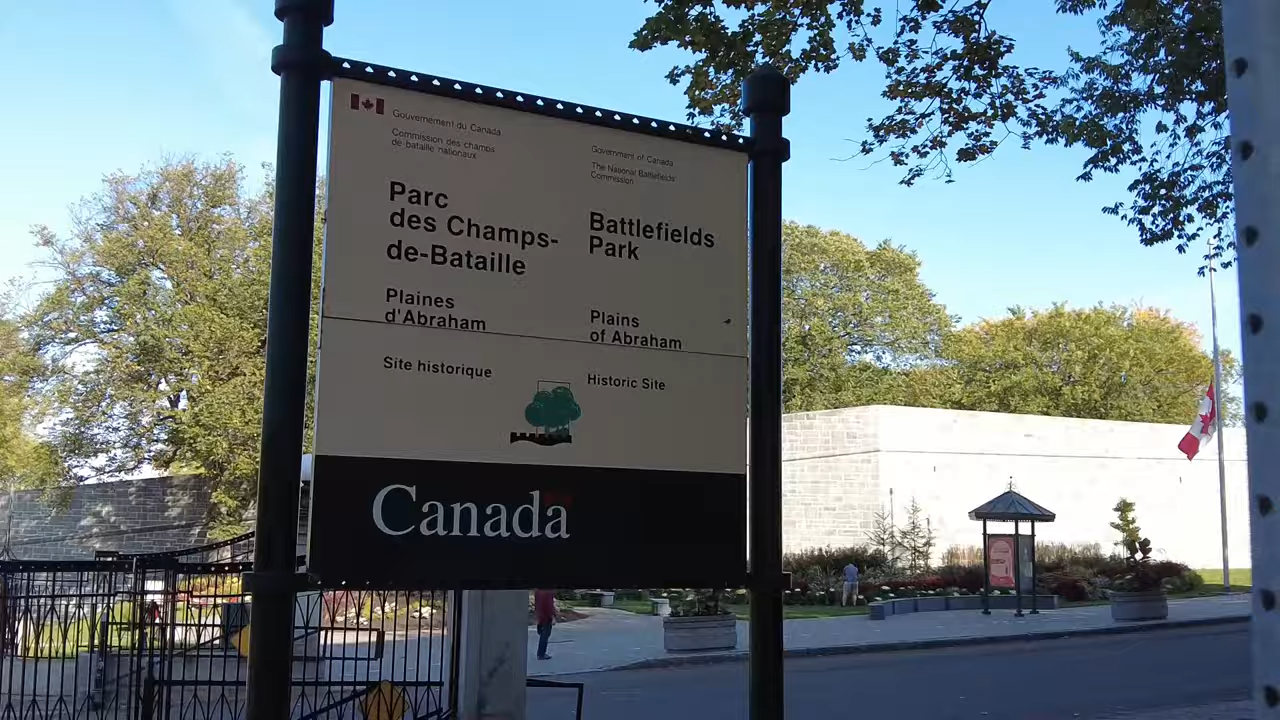 Gouvernement du Canada
Commission des champs
de bataille nationaux
Government of Canada
The National Battlefields
Commission
Parc
des Champs-
de-Bataille
Battlefields
Park
Plaines
d'Abraham
Plains
of Abraham
Site historique
Historic Site
Canada